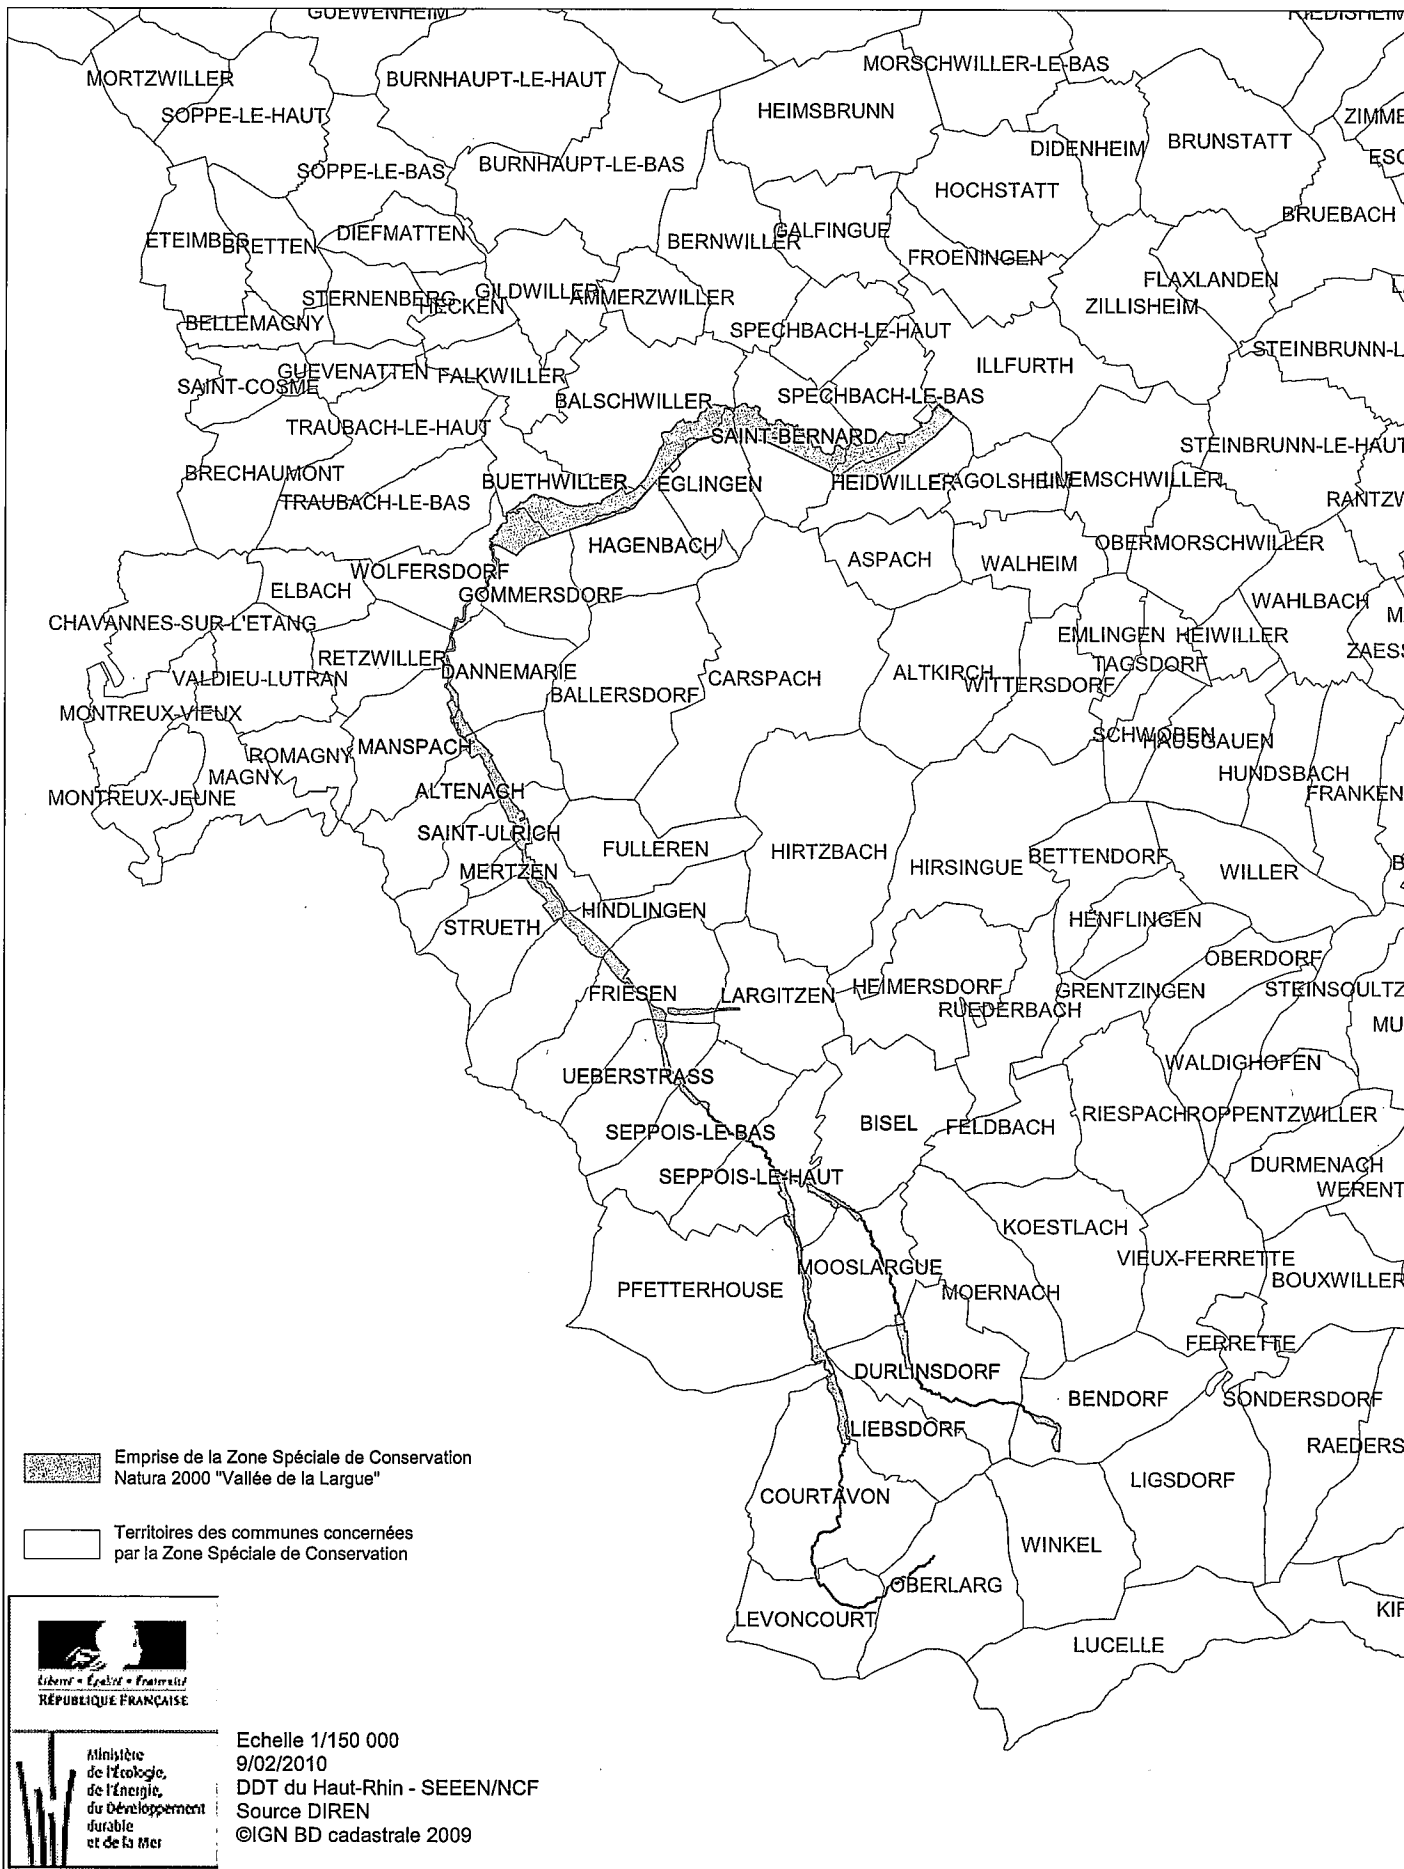 GUEWENHEIM
RIEDISHEIM
MORTZWILLER
BURNHAUPT-LE-HAUT
MORSCHWILLER-LE-BAS
SOPPE-LE-HAUT
HEIMSBRUNN
ZIMME
DIDENHEIM
BRUNSTATT
SOPPE-LE-BAS
BURNHAUPT-LE-BAS
ESC
HOCHSTATT
BRUEBACH
ETEIMBES
BRETTEN
DIEFMATTEN
BERNWILLER
GALFINGUE
FROENINGEN
FLAXLANDEN
STERNENBERG
HECKEN
GILDWILLER
AMMERZWILLER
ZILLISHEIM
BELLEMAGNY
SPECHBACH-LE-HAUT
STEINBRUNN-L
GUEVENATTEN
FALKWILLER
ILLFURTH
SAINT-COSME
BALSCHWILLER
SPECHBACH-LE-BAS
TRAUBACH-LE-HAUT
SAINT-BERNARD
STEINBRUNN-LE-HAUT
BRECHAUMONT
BUETHWILLER
EGLINGEN
HEIDWILLER
TAGOLSHEIM
LUEMSCHWILLER
TRAUBACH-LE-BAS
RANTZW
HAGENBACH
ASPACH
WALHEIM
OBERMORSCHWILLER
WOLFERSDORF
ELBACH
GOMMERSDORF
WAHLBACH
CHAVANNES-SUR-L'ETANG
EMLINGEN
HEIWILLER
ZAESS
RETZWILLER
DANNEMARIE
TAGSDORF
VALDIEU-LUTRAN
BALLERSDORF
CARSPACH
ALTKIRCH
WITTERSDORF
MONTREUX-VIEUX
SCHWOBEN
HAUSGAUEN
ROMAGNY
MANSPACH
MAGNY
HUNDSBACH
MONTREUX-JEUNE
ALTENACH
FRANKEN
SAINT-ULRICH
FULLEREN
HIRTZBACH
BETTENDORF
MERTZEN
HIRSINGUE
WILLER
STRUETH
HINDLINGEN
HENFLINGEN
OBERDORF
FRIESEN
LARGITZEN
HEIMERSDORF
GRENTZINGEN
STEINSOULTZ
RUEDERBACH
MU
UEBERSTRASS
WALDIGHOFEN
SEPPOIS-LE-BAS
BISEL
FELDBACH
RIESPACH
ROPPENTZWILLER
SEPPOIS-LE-HAUT
DURMENACH
WERENT
KOESTLACH
MOOSLARGUE
VIEUX-FERRETTE
PFETTERHOUSE
MOERNACH
BOUXWILLER
FERRETTE
DURLINSDORF
BENDORF
SONDERSDORF
LIEBSDORF
RAEDERS
Emprise de la Zone Spéciale de Conservation
Natura 2000 "Vallée de la Largue"
COURTAVON
LIGSDORF
Territoires des communes concernées
par la Zone Spéciale de Conservation
WINKEL
OBERLARG
LEVONCOURT
KIF
LUCELLE
Liberté • Égalité • Fraternité
RÉPUBLIQUE FRANÇAISE
Ministère
de l'Écologie,
de l'Énergie,
du Développement
durable
et de la Mer
Echelle 1/150 000
9/02/2010
DDT du Haut-Rhin - SEEEN/NCF
Source DIREN
©IGN BD cadastrale 2009